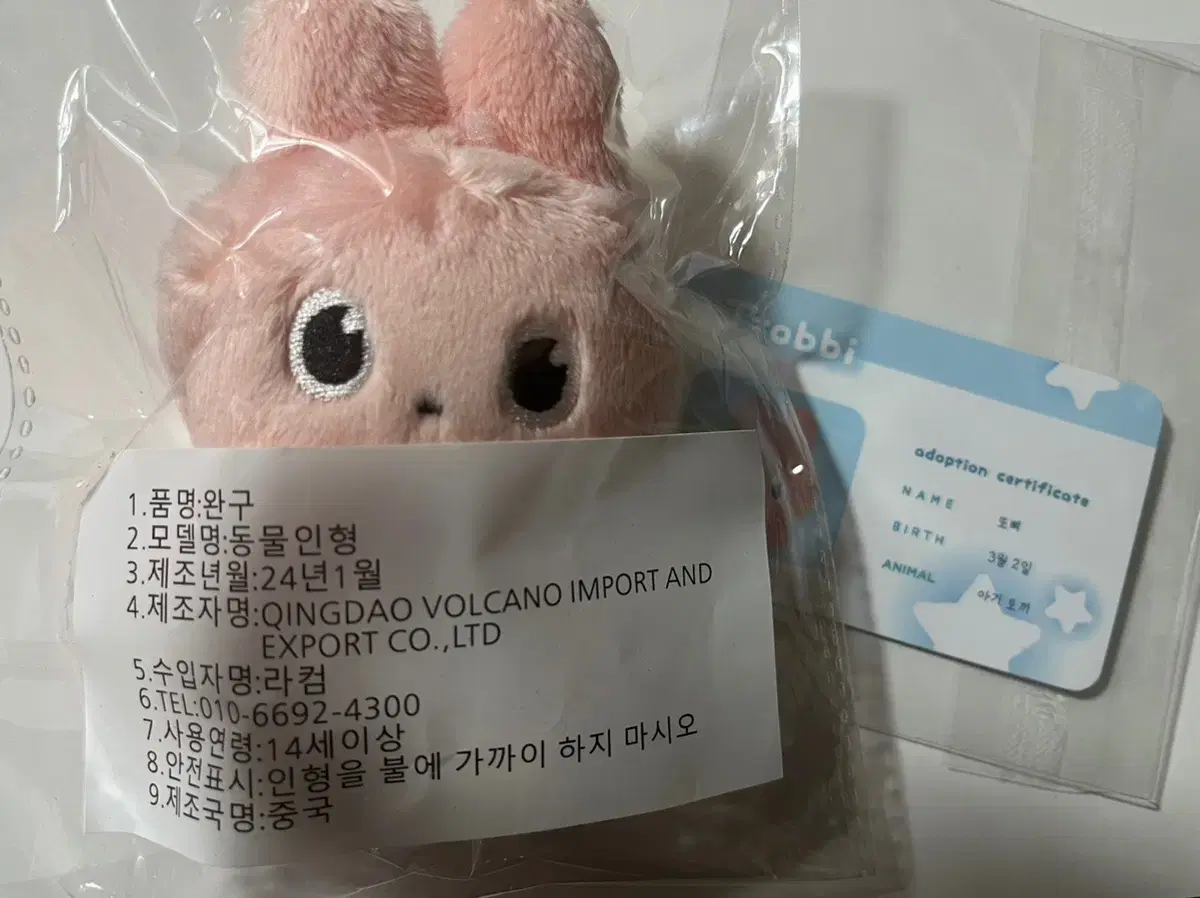 1.품명:완구
2.모델명:동물인형
3.제조년월:24년1월
4.제조자명:QINGDAO VOLCANO IMPORT AND
EXPORT CO.,LTD
5.수입자명:라컴
6.TEL:010-6692-4300
7.사용연령:14세이상
8.안전표시:인형을 불에 가까이 하지 마시오
9.제조국명:중국
adoption certificate
NAME 또삐
BIRTH 3월 2일
ANIMAL 아기 토끼